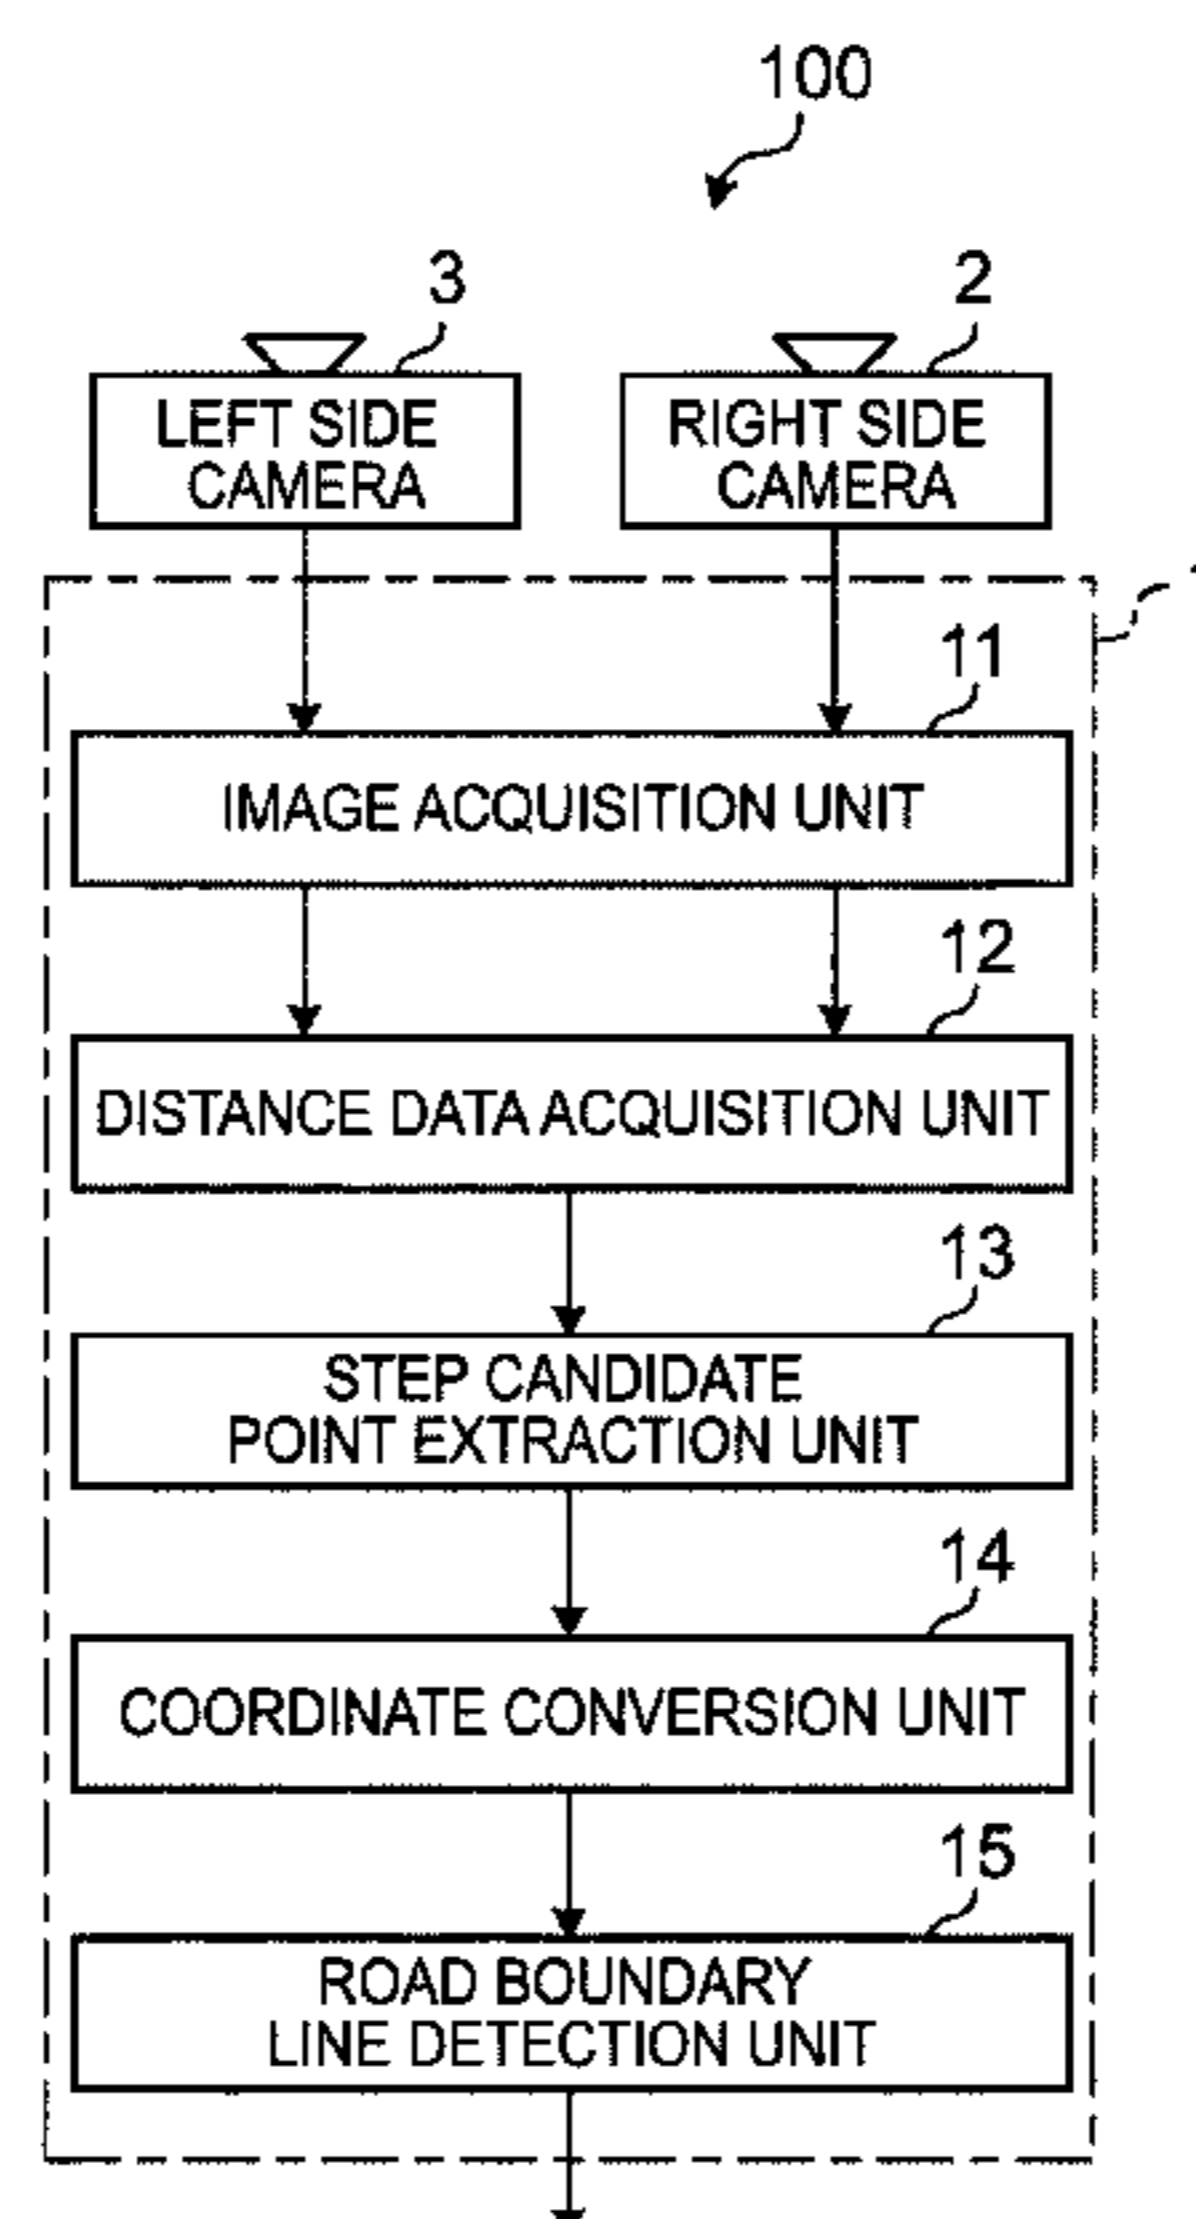 100
3
2
LEFT SIDE
CAMERA
RIGHT SIDE
CAMERA
11
IMAGE ACQUISITION UNIT
12
DISTANCE DATA ACQUISITION UNIT
13
STEP CANDIDATE
POINT EXTRACTION UNIT
14
COORDINATE CONVERSION UNIT
15
ROAD BOUNDARY
LINE DETECTION UNIT